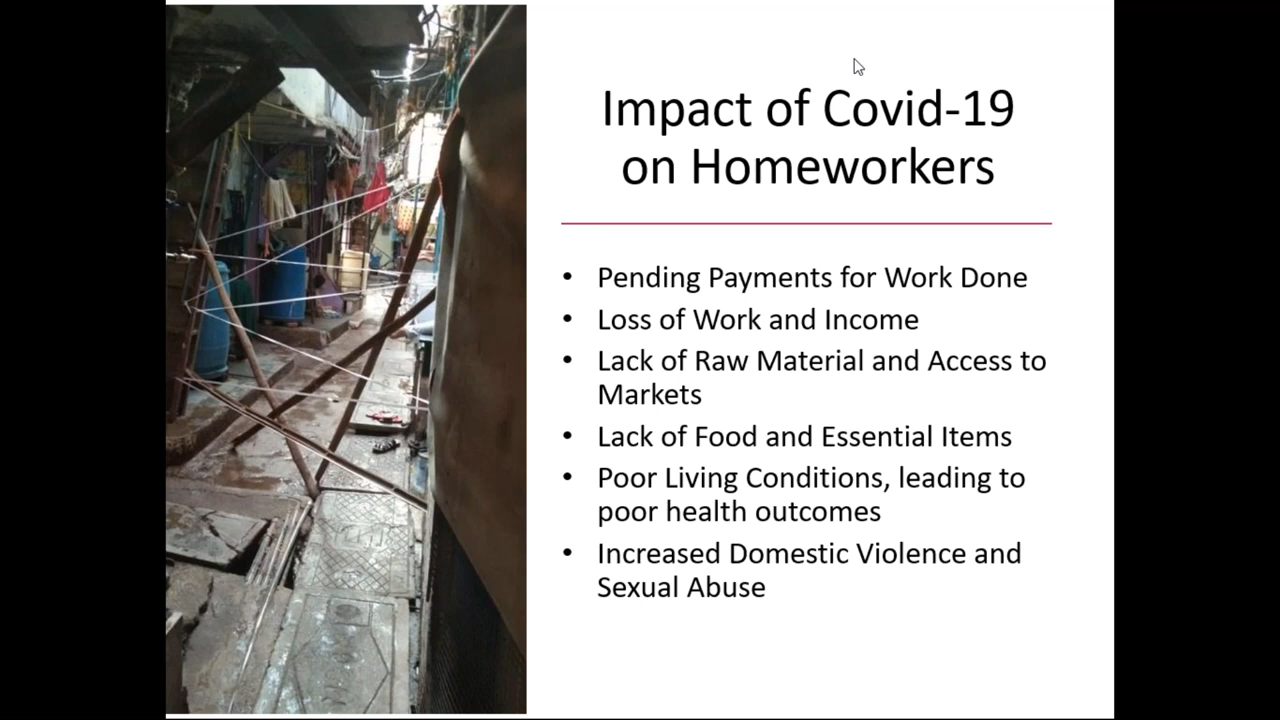 Impact of Covid-19
on Homeworkers
• Pending Payments for Work Done
• Loss of Work and Income
• Lack of Raw Material and Access to
Markets
• Lack of Food and Essential Items
• Poor Living Conditions, leading to
poor health outcomes
• Increased Domestic Violence and
Sexual Abuse